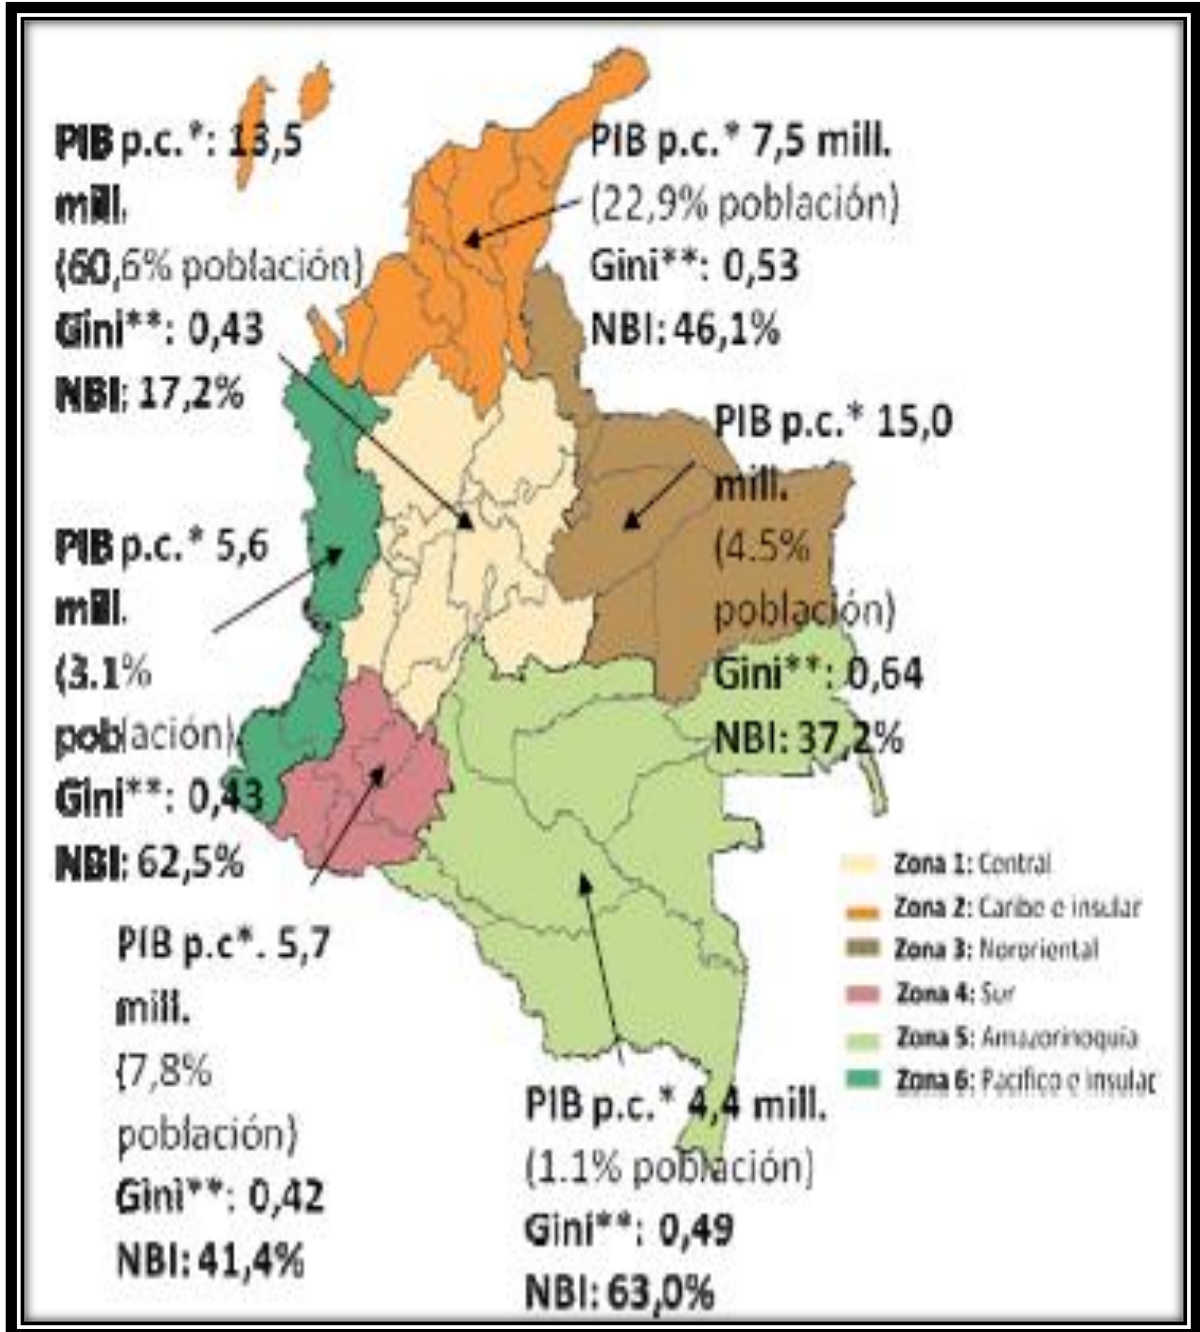 PIB p.c.*: 13,5
mill.
(60,6% población)
Gini**: 0,43
NBI: 17,2%
PIB p.c.* 7,5 mill.
(22,9% población)
Gini**: 0,53
NBI: 46,1%
PIB p.c.* 15,0
mill.
(4.5%
población)
Gini**: 0,64
NBI: 37,2%
PIB p.c.* 5,6
mill.
(3.1%
población)
Gini**: 0,43
NBI: 62,5%
PIB p.c*. 5,7
mill.
(7,8%
población)
Gini**: 0,42
NBI: 41,4%
PIB p.c.* 4,4 mill.
(1.1% población)
Gini**: 0,49
NBI: 63,0%
Zona 1: Central
Zona 2: Caribe e insular
Zona 3: Nororiental
Zona 4: Sur
Zona 5: Amazorinoquía
Zona 6: Pacífico e insular